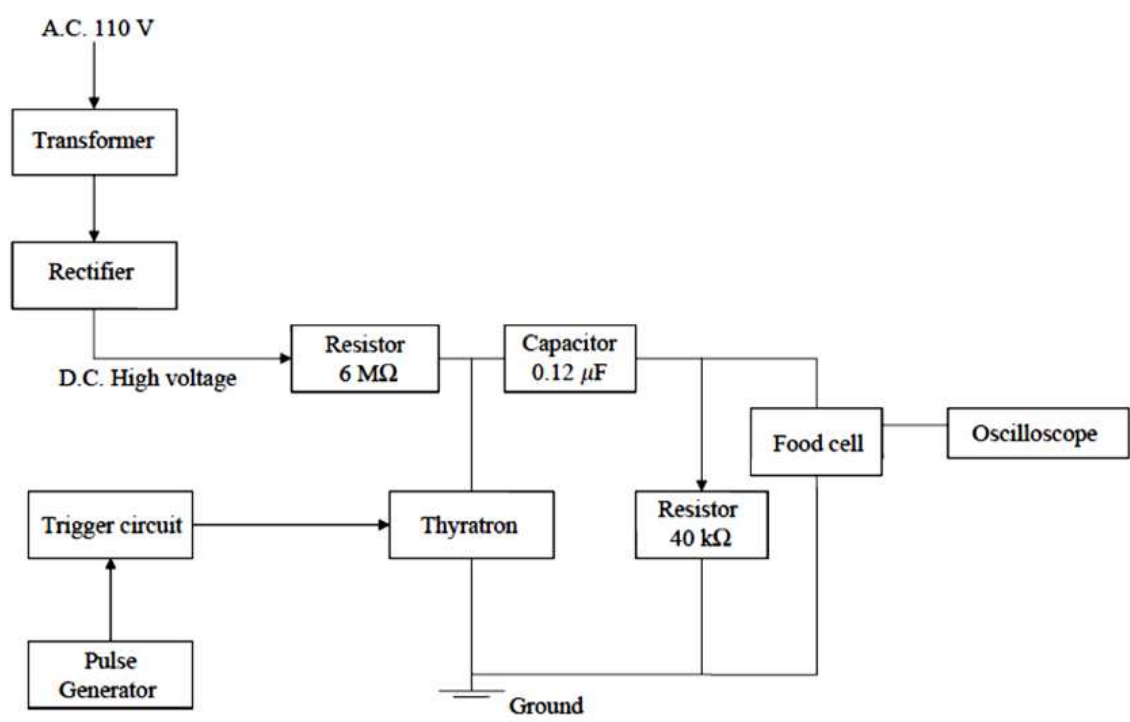 A.C. 110 V
Transformer
Rectifier
D.C. High voltage
Resistor
6 MΩ
Capacitor
0.12 μF
Food cell
Oscilloscope
Trigger circuit
Thyratron
Resistor
40 kΩ
Pulse
Generator
Ground